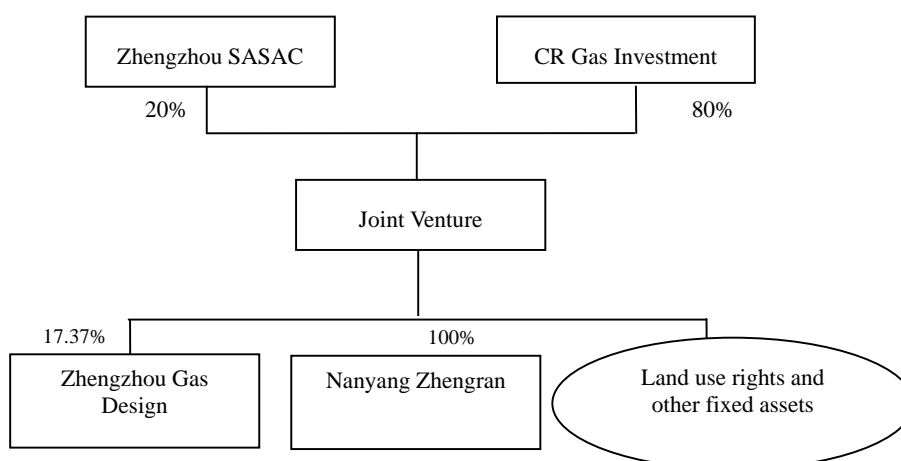 Zhengzhou SASAC
CR Gas Investment
20%
80%
Joint Venture
17.37%
100%
Zhengzhou Gas
Design
Nanyang Zhengran
Land use rights and
other fixed assets